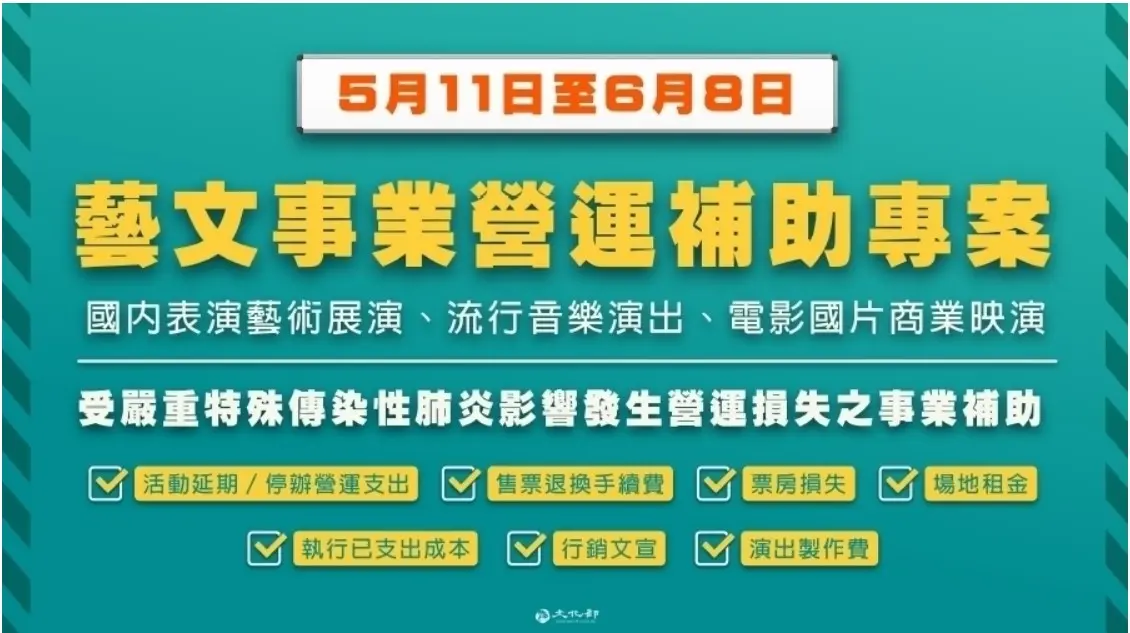 5月11日至6月8日
藝文事業營運補助專案
國内表演藝術展演、流行音樂演出、電影國片商業映演
受嚴重特殊傳染性肺炎影響發生營運損失之事業補助
活動延期/停辦營運支出 售票退換手續費 票房損失 場地租金
執行已支出成本 行銷文宣 演出製作費
文化部